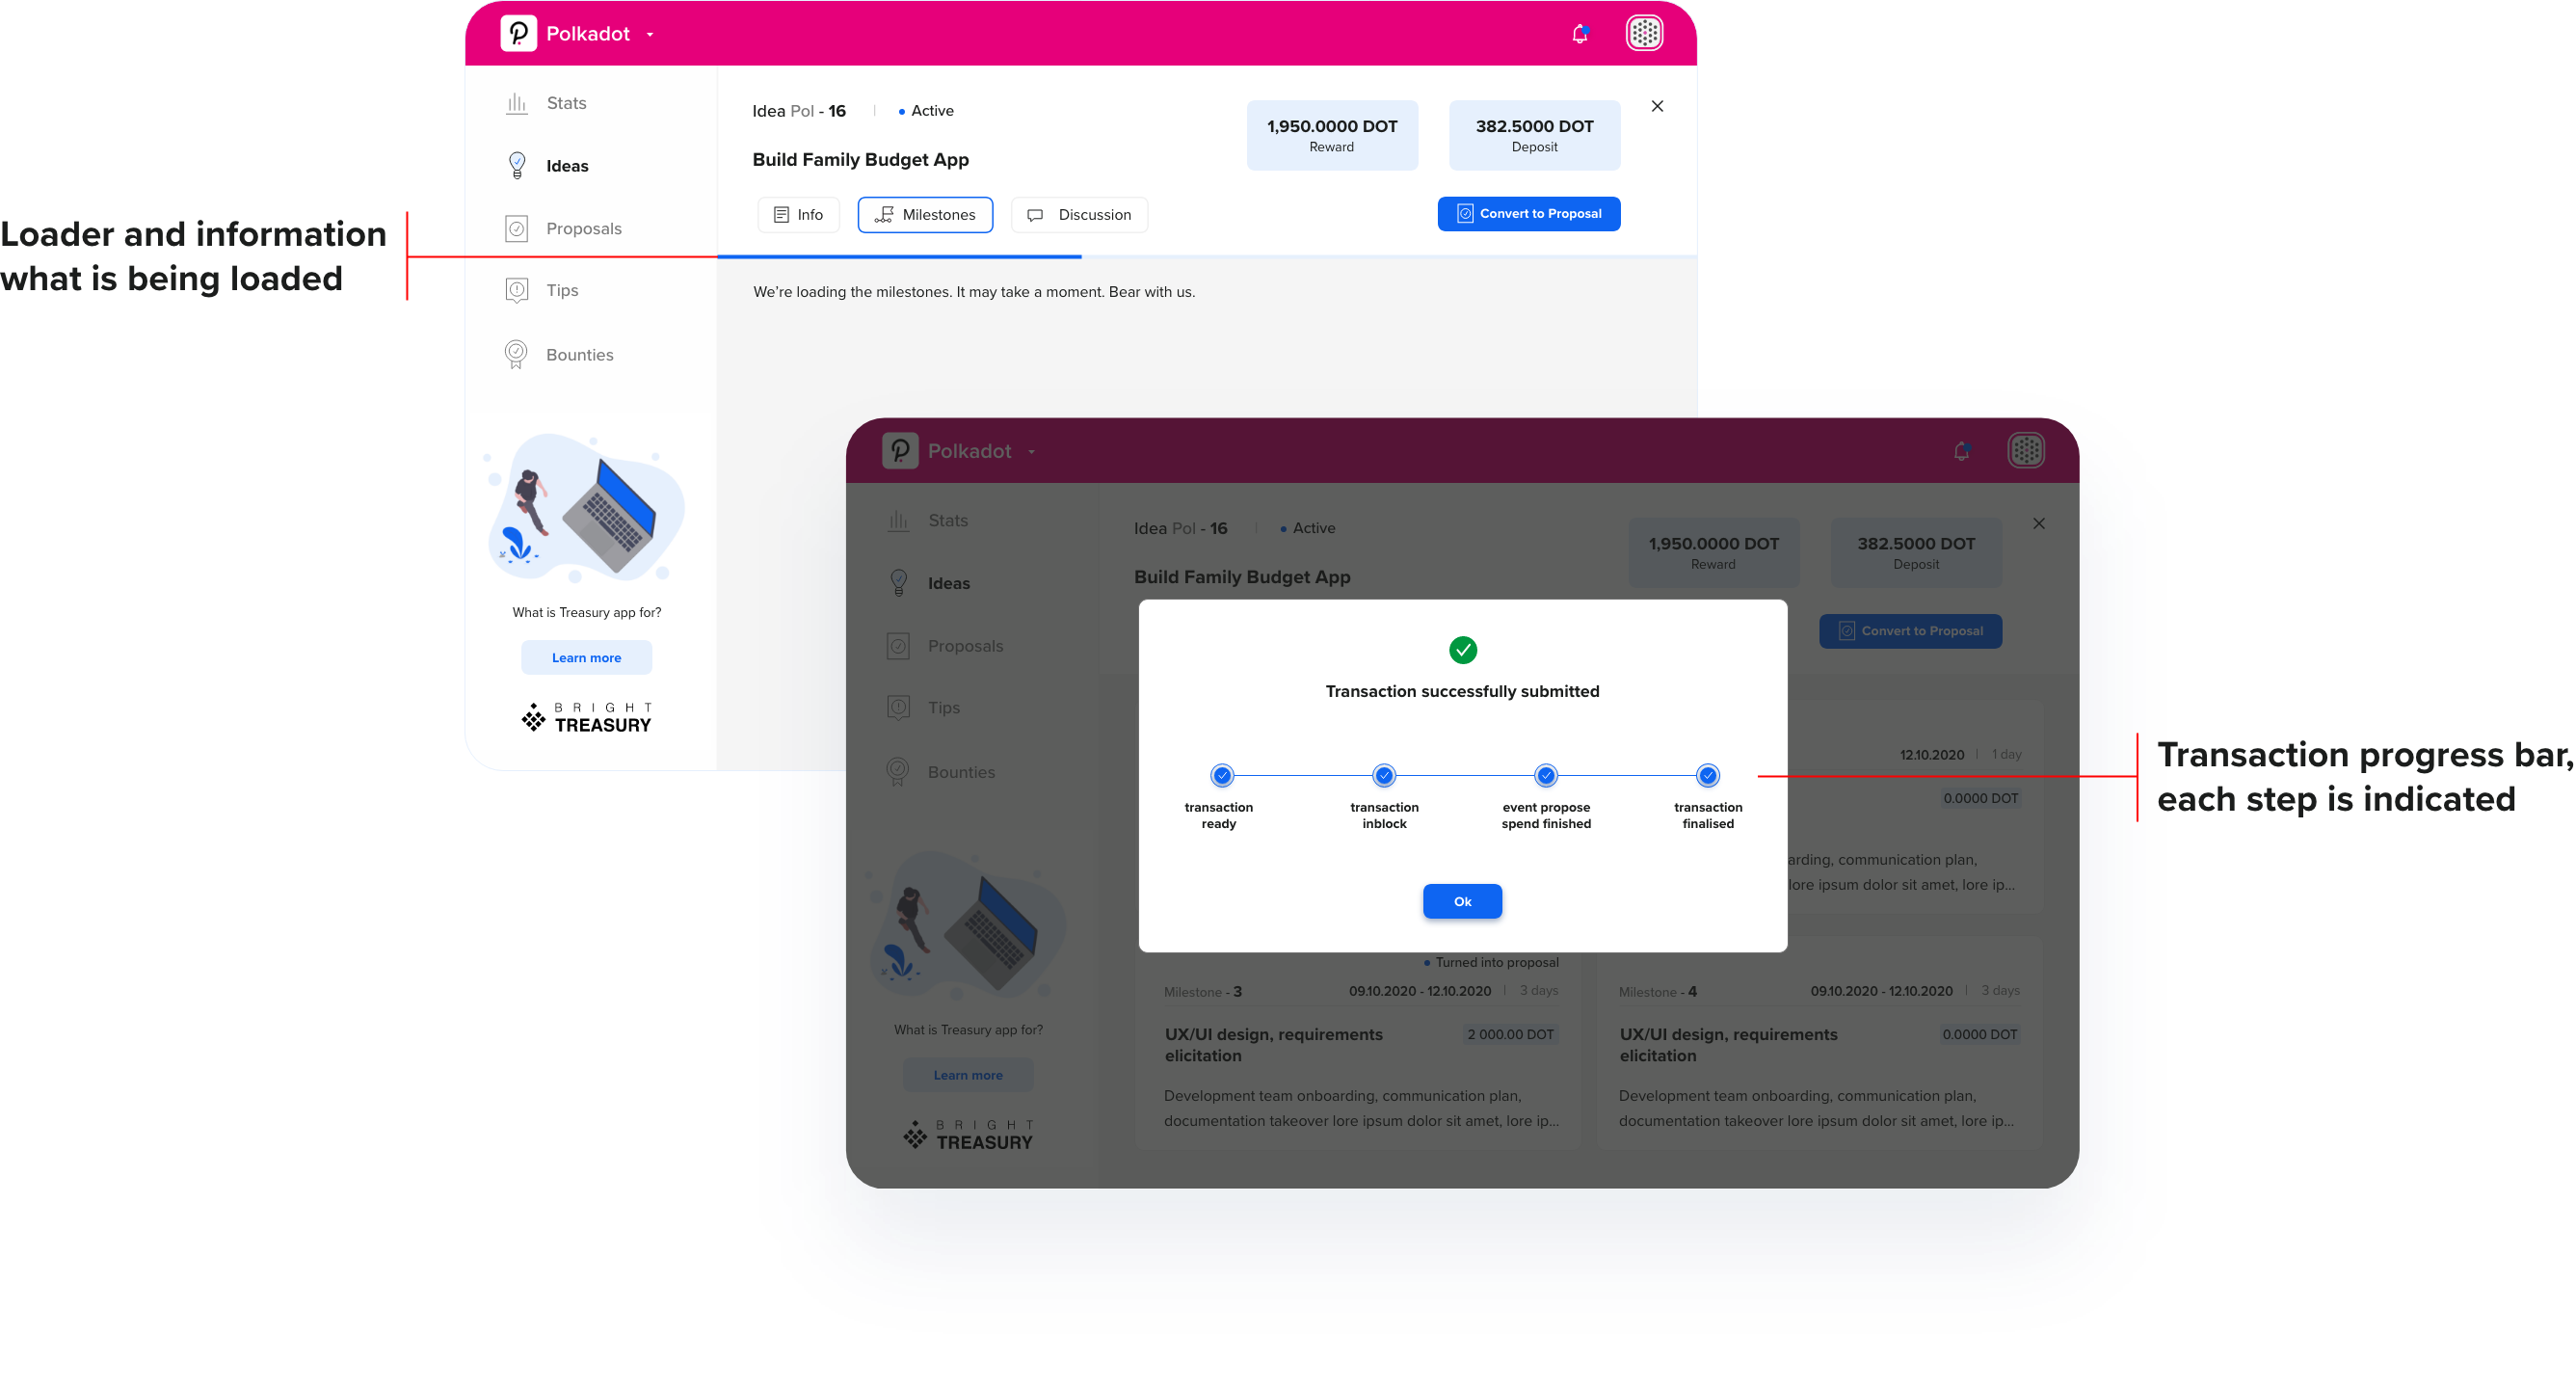 Loader and information
what is being loaded
Polkadot
Stats
Ideas
Proposals
Tips
Bounties
What is Treasury app for?
Learn more
BRIGHT
TREASURY
Idea Pol - 16 Active
Build Family Budget App
1,950.0000 DOT
Reward
382.5000 DOT
Deposit
Info Milestones Discussion
Convert to Proposal
We're loading the milestones. It may take a moment. Bear with us.
Polkadot
Stats
Ideas
Proposals
Tips
Bounties
What is Treasury app for?
Learn more
BRIGHT
TREASURY
Idea Pol - 16 Active
Build Family Budget App
1,950.0000 DOT
Reward
382.5000 DOT
Deposit
Convert to Proposal
Transaction successfully submitted
transaction
ready
transaction
inblock
event propose
spend finished
transaction
finalised
Ok
12.10.2020 1 day
0.0000 DOT
arding, communication plan,
lore ipsum dolor sit amet, lore ip...
Turned into proposal
Milestone - 3 09.10.2020 - 12.10.2020 3 days
UX/UI design, requirements
elicitation
2 000.00 DOT
Development team onboarding, communication plan,
documentation takeover lore ipsum dolor sit amet, lore ip...
Milestone - 4 09.10.2020 - 12.10.2020 3 days
UX/UI design, requirements
elicitation
0.0000 DOT
Development team onboarding, communication plan,
documentation takeover lore ipsum dolor sit amet, lore ip...
Transaction progress bar,
each step is indicated